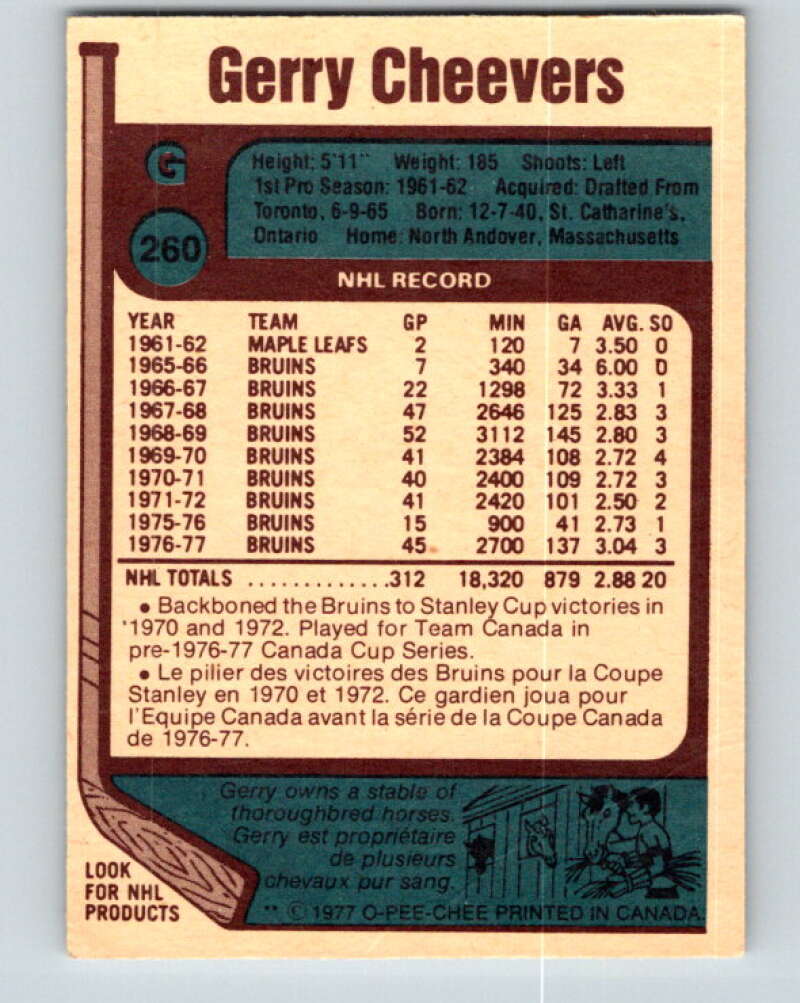 Gerry Cheevers
G
260
Height: 5'11" Weight: 185 Shoots: Left
1st Pro Season: 1961-62 Acquired: Drafted From
Toronto, 6-9-65 Born: 12-7-40, St. Catharine's,
Ontario Home: North Andover, Massachusetts
NHL RECORD
YEAR TEAM GP MIN GA AVG. SO
1961-62 MAPLE LEAFS 2 120 7 3.50 0
1965-66 BRUINS 7 340 34 6.00 0
1966-67 BRUINS 22 1298 72 3.33 1
1967-68 BRUINS 47 2646 125 2.83 3
1968-69 BRUINS 52 3112 145 2.80 3
1969-70 BRUINS 41 2384 108 2.72 4
1970-71 BRUINS 40 2400 109 2.72 3
1971-72 BRUINS 41 2420 101 2.50 2
1975-76 BRUINS 15 900 41 2.73 1
1976-77 BRUINS 45 2700 137 3.04 3
NHL TOTALS .............312 18,320 879 2.88 20
• Backboned the Bruins to Stanley Cup victories in
1970 and 1972. Played for Team Canada in
pre-1976-77 Canada Cup Series.
• Le pilier des victoires des Bruins pour la Coupe
Stanley en 1970 et 1972. Ce gardien joua pour
l'Equipe Canada avant la série de la Coupe Canada
de 1976-77.
Gerry owns a stable of
thoroughbred horses.
Gerry est propriétaire
de plusieurs
chevaux pur sang.
LOOK
FOR NHL
PRODUCTS
** © 1977 O-PEE-CHEE PRINTED IN CANADA